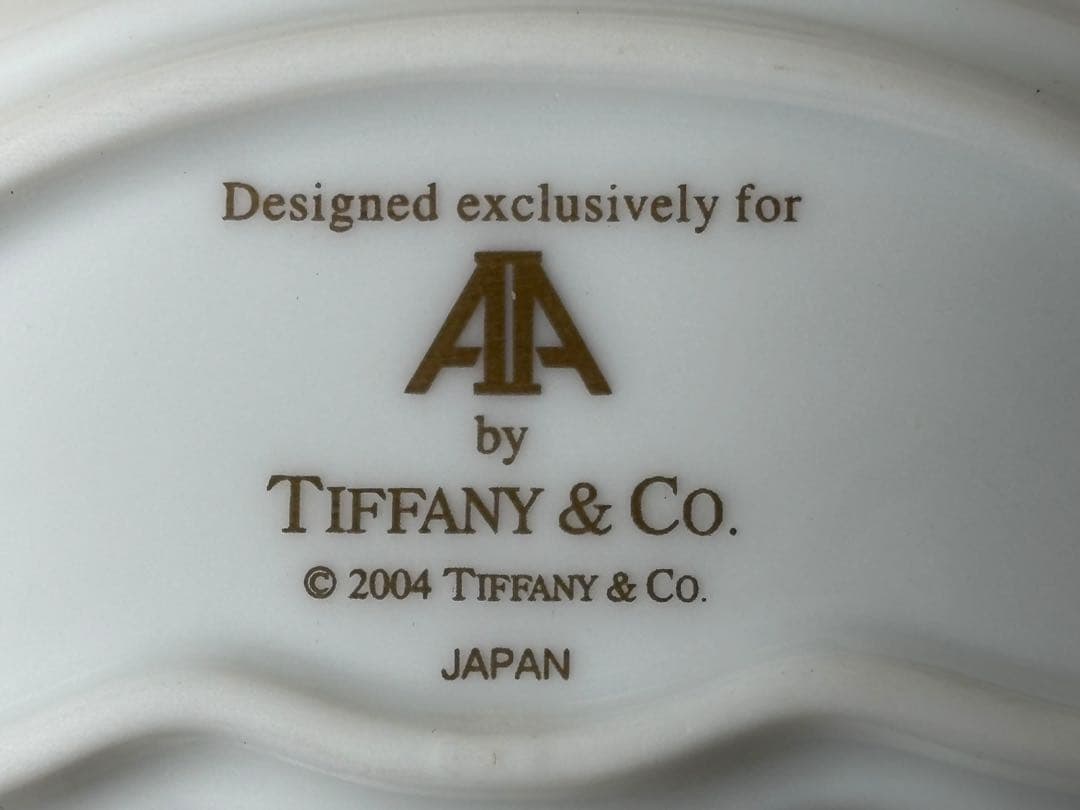 Designed exclusively for
AIA
by
TIFFANY & CO.
© 2004 TIFFANY & CO.
JAPAN